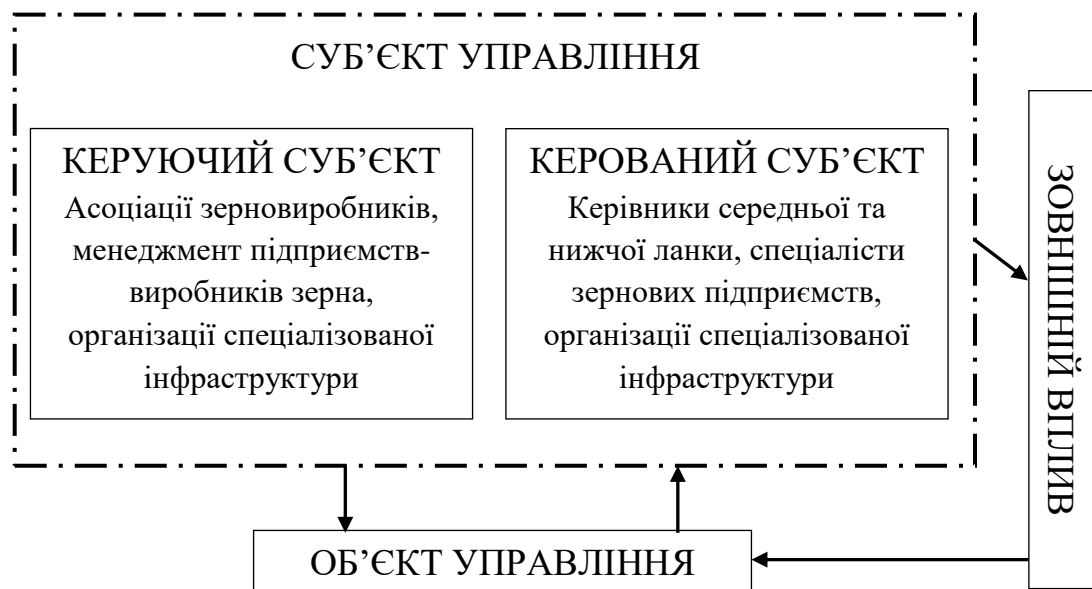 СУБ’ЄКТ УПРАВЛІННЯ
КЕРУЮЧИЙ СУБ’ЄКТ
Асоціації зерновиробників,
менеджмент підприємств-
виробників зерна,
організації спеціалізованої
інфраструктури
КЕРОВАНИЙ СУБ’ЄКТ
Керівники середньої та
нижчої ланки, спеціалісти
зернових підприємств,
організації спеціалізованої
інфраструктури
ЗОВНІШНІЙ ВПЛИВ
ОБ’ЄКТ УПРАВЛІННЯ